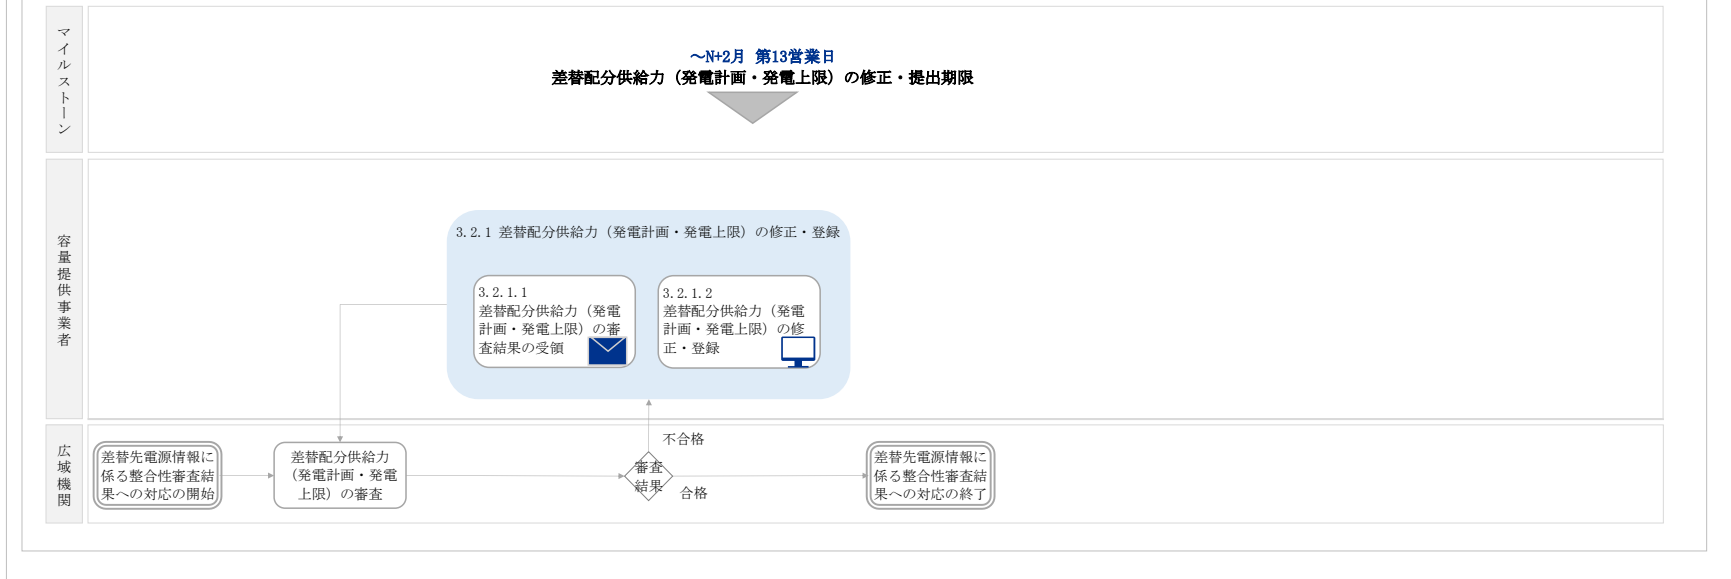 マイルストーン
～N+2月 第13営業日
差替配分供給力（発電計画・発電上限）の修正・提出期限
容量提供事業者
3.2.1 差替配分供給力（発電計画・発電上限）の修正・登録
3.2.1.1
差替配分供給力（発電
計画・発電上限）の審
査結果の受領
3.2.1.2
差替配分供給力（発電
計画・発電上限）の修
正・登録
広域機関
差替先電源情報に
係る整合性審査結
果への対応の開始
差替配分供給力
（発電計画・発電
上限）の審査
審査
結果
不合格
合格
差替先電源情報に
係る整合性審査結
果への対応の終了